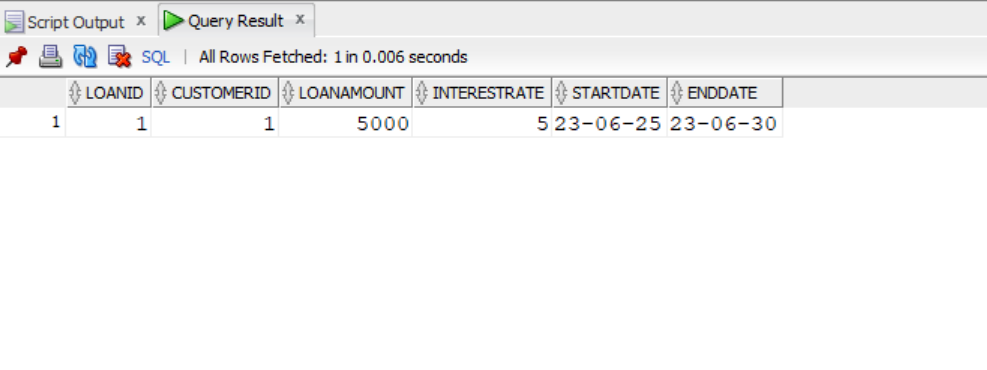 Script Output x Query Result x
SQL | All Rows Fetched: 1 in 0.006 seconds
LOANID CUSTOMERID LOANAMOUNT INTERESTRATE STARTDATE ENDDATE
1 1 1 5000 5 23-06-25 23-06-30